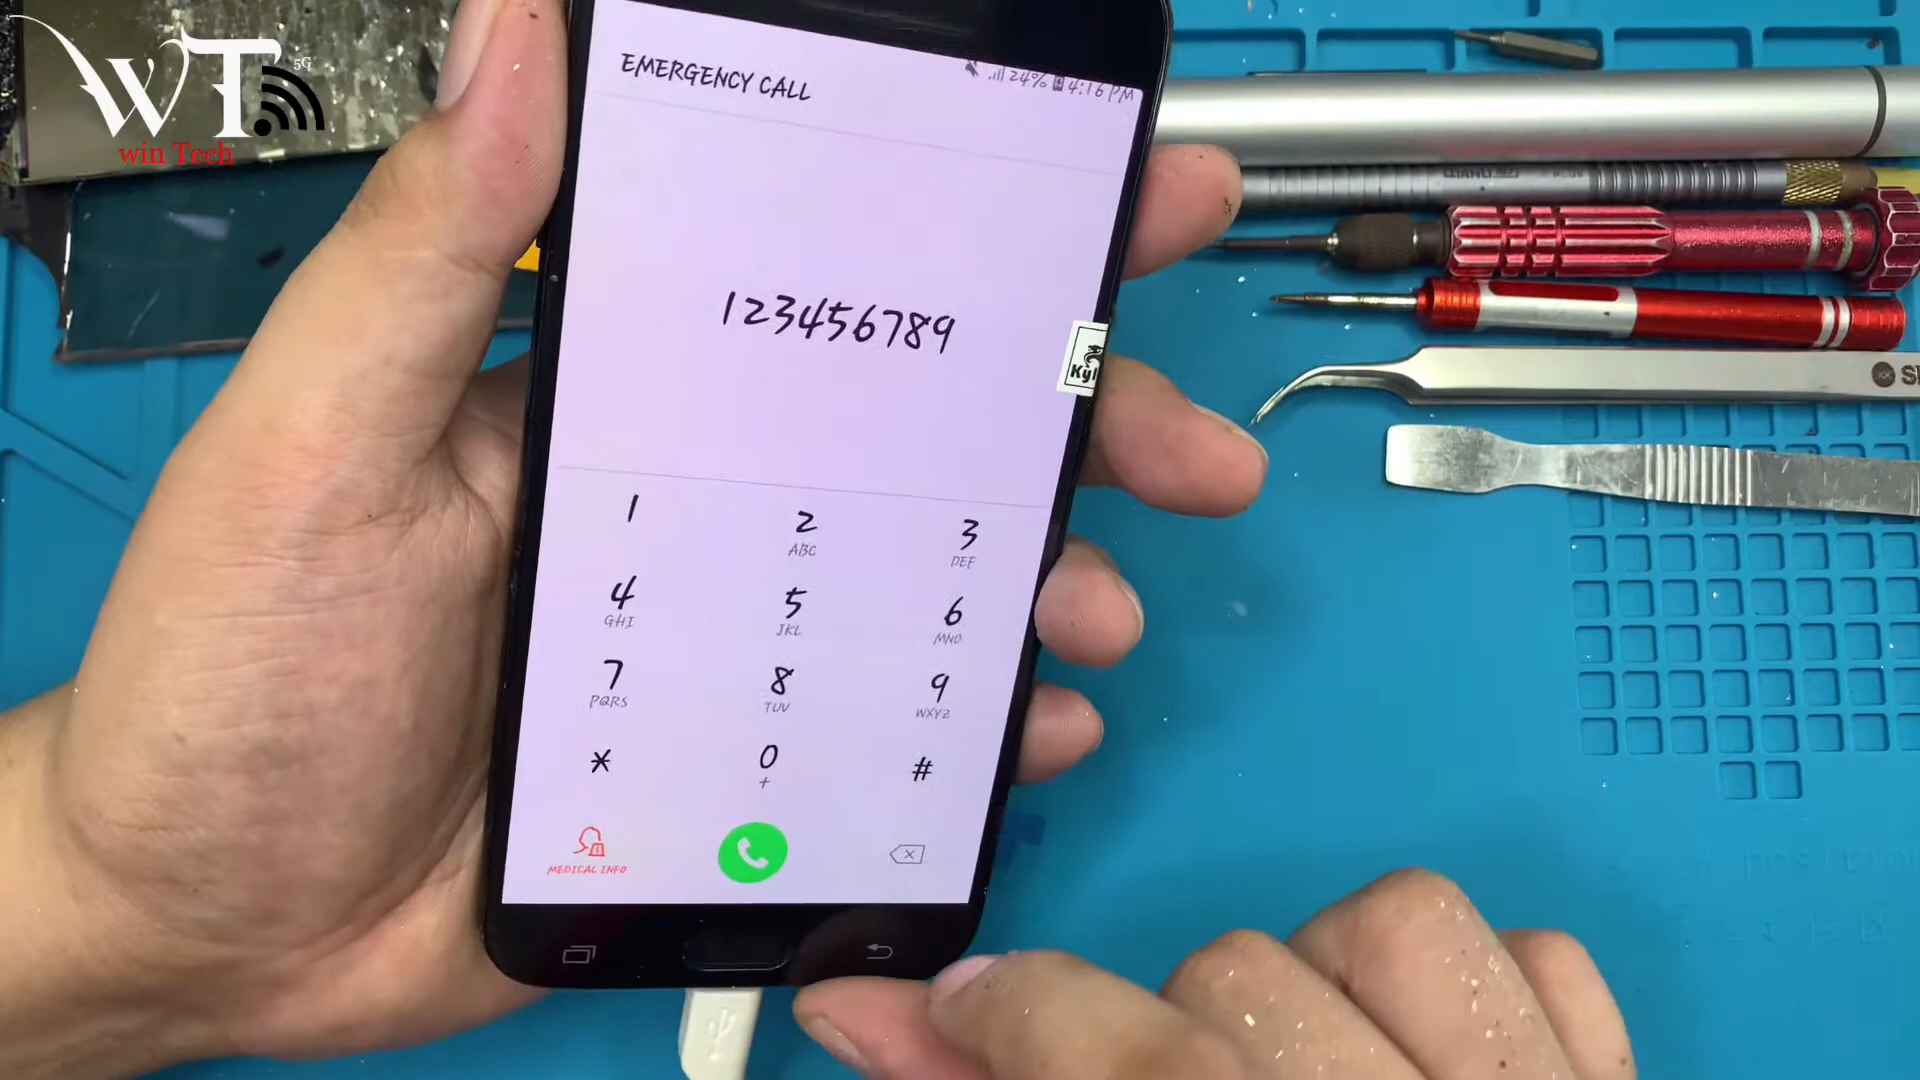 WT 5G
win Tech
EMERGENCY CALL
24% 4:16 PM
123456789
Kyl
1
2
3
ABC
DEF
4
5
6
GHI
JKL
MNO
7
8
9
PQRS
TUV
WXYZ
*
0
#
+
MEDICAL INFO